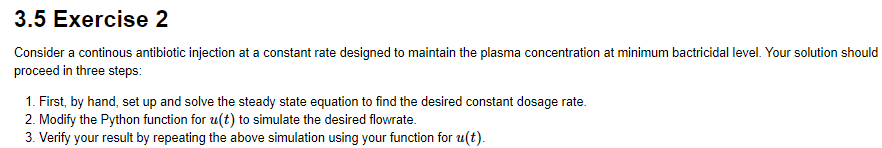 3.5 Exercise 2
Consider a continous antibiotic injection at a constant rate designed to maintain the plasma concentration at minimum bactricidal level. Your solution should
proceed in three steps:
1. First, by hand, set up and solve the steady state equation to find the desired constant dosage rate.
2. Modify the Python function for u(t) to simulate the desired flowrate.
3. Verify your result by repeating the above simulation using your function for u(t).